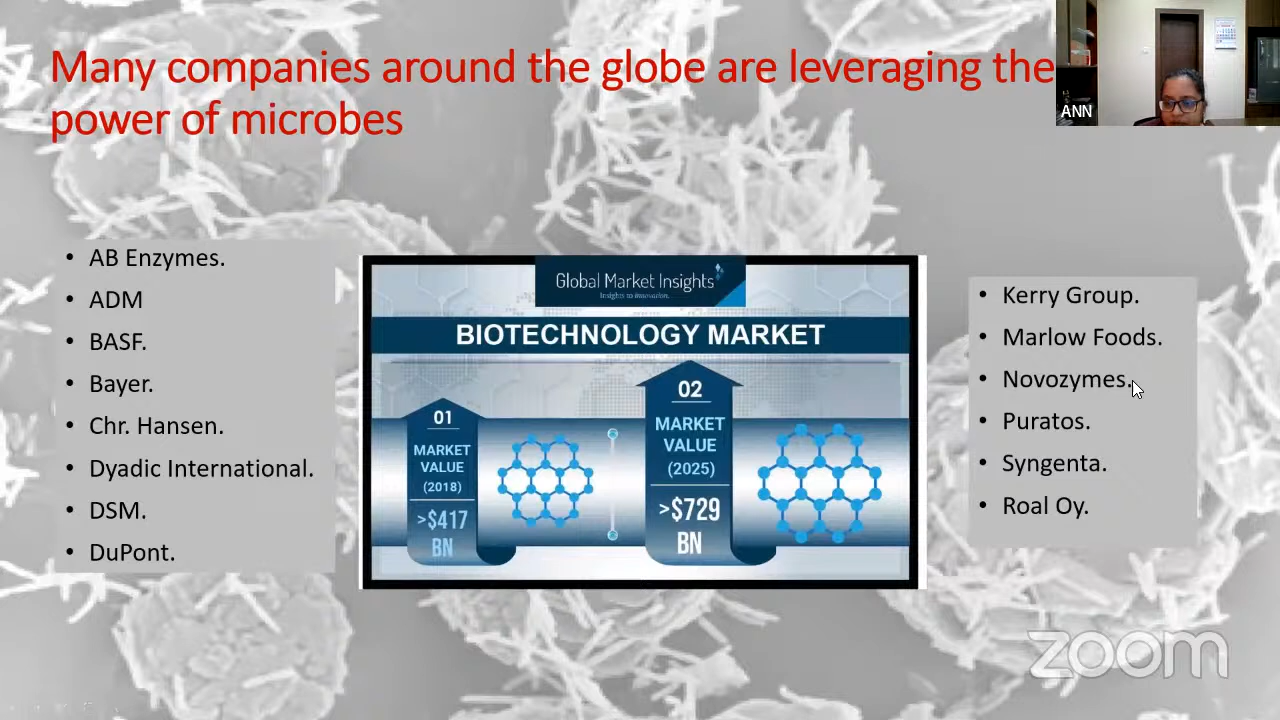 Many companies around the globe are leveraging the
power of microbes
ANN
• AB Enzymes.
• ADM
• BASF.
• Bayer.
• Chr. Hansen.
• Dyadic International.
• DSM.
• DuPont.
Global Market Insights
Insights to Innovation...
BIOTECHNOLOGY MARKET
01
MARKET
VALUE
(2018)
>$417
BN
02
MARKET
VALUE
(2025)
>$729
BN
• Kerry Group.
• Marlow Foods.
• Novozymes.
• Puratos.
• Syngenta.
• Roal Oy.
zoom